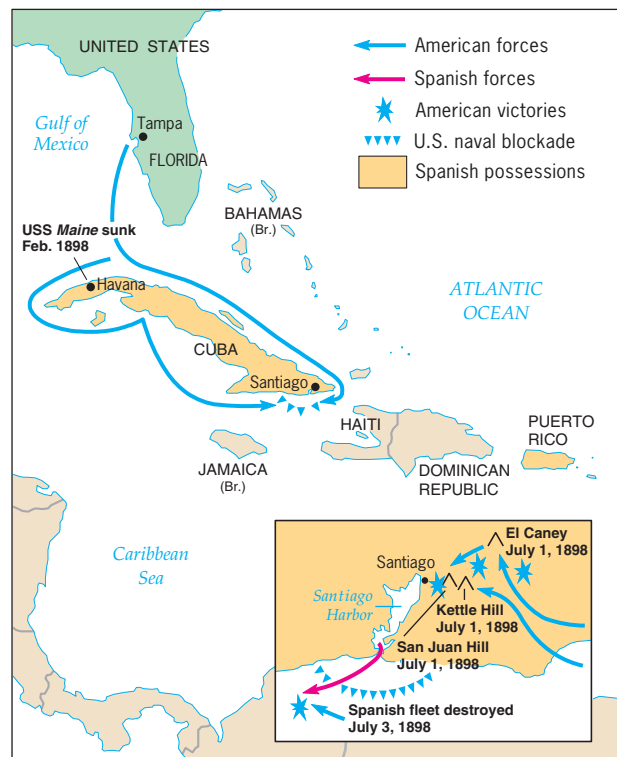 UNITED STATES
Gulf of
Mexico
Tampa
FLORIDA
American forces
Spanish forces
American victories
U.S. naval blockade
Spanish possessions
BAHAMAS
(Br.)
USS Maine sunk
Feb. 1898
Havana
ATLANTIC
OCEAN
CUBA
Santiago
HAITI
PUERTO
RICO
JAMAICA
(Br.)
DOMINICAN
REPUBLIC
Caribbean
Sea
El Caney
July 1, 1898
Santiago
Santiago
Harbor
Kettle Hill
July 1, 1898
San Juan Hill
July 1, 1898
Spanish fleet destroyed
July 3, 1898